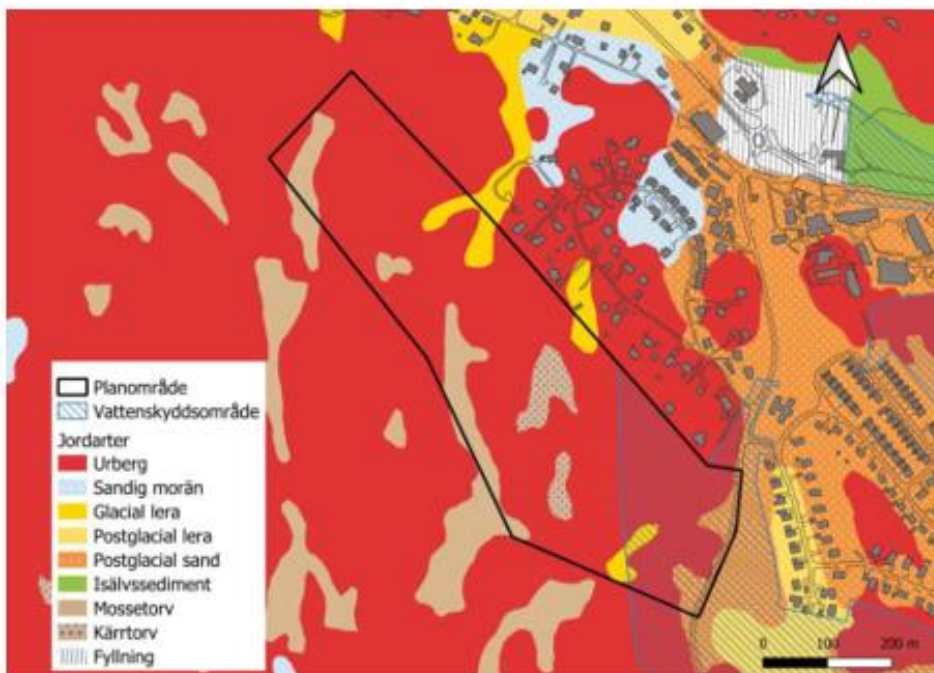 Planområde
Vattenskyddsområde
Jordarter
Urberg
Sandig morän
Glacial lera
Postglacial lera
Postglacial sand
Isälvssediment
Mossetorv
Kärrtorv
Fyllning
0 100 200 m